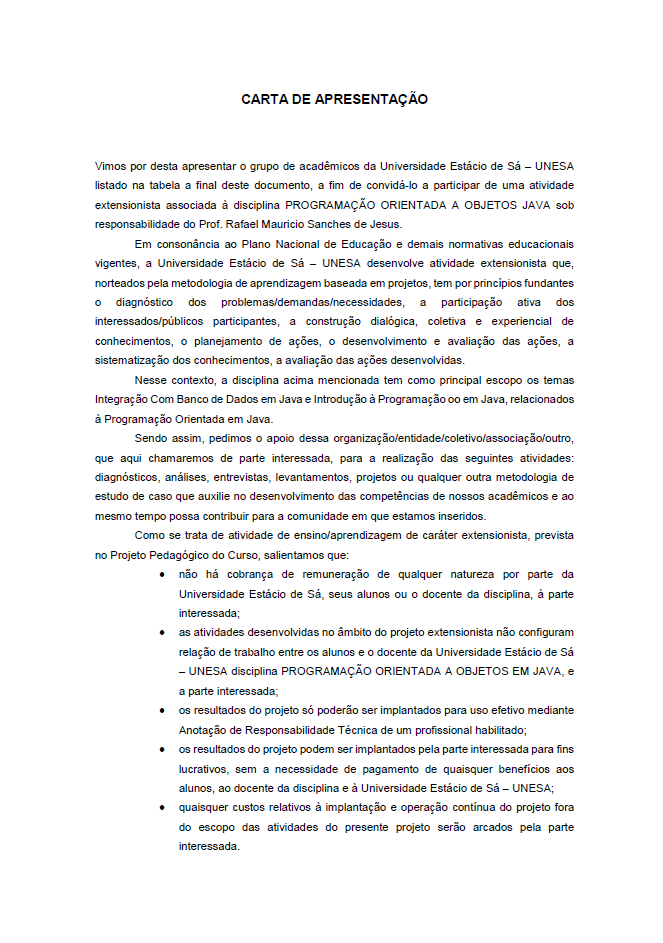 CARTA DE APRESENTAÇÃO
Vimos por desta apresentar o grupo de acadêmicos da Universidade Estácio de Sá – UNESA
listado na tabela a final deste documento, a fim de convidá-lo a participar de uma atividade
extensionista associada à disciplina PROGRAMAÇÃO ORIENTADA A OBJETOS JAVA sob
responsabilidade do Prof. Rafael Mauricio Sanches de Jesus.
Em consonância ao Plano Nacional de Educação e demais normativas educacionais
vigentes, a Universidade Estácio de Sá – UNESA desenvolve atividade extensionista que,
norteados pela metodologia de aprendizagem baseada em projetos, tem por princípios fundantes
o diagnóstico dos problemas/demandas/necessidades, a participação ativa dos
interessados/públicos participantes, a construção dialógica, coletiva e experiencial de
conhecimentos, o planejamento de ações, o desenvolvimento e avaliação das ações, a
sistematização dos conhecimentos, a avaliação das ações desenvolvidas.
Nesse contexto, a disciplina acima mencionada tem como principal escopo os temas
Integração Com Banco de Dados em Java e Introdução à Programação oo em Java, relacionados
à Programação Orientada em Java.
Sendo assim, pedimos o apoio dessa organização/entidade/coletivo/associação/outro,
que aqui chamaremos de parte interessada, para a realização das seguintes atividades:
diagnósticos, análises, entrevistas, levantamentos, projetos ou qualquer outra metodologia de
estudo de caso que auxilie no desenvolvimento das competências de nossos acadêmicos e ao
mesmo tempo possa contribuir para a comunidade em que estamos inseridos.
Como se trata de atividade de ensino/aprendizagem de caráter extensionista, prevista
no Projeto Pedagógico do Curso, salientamos que:
● não há cobrança de remuneração de qualquer natureza por parte da
Universidade Estácio de Sá, seus alunos ou o docente da disciplina, à parte
interessada;
● as atividades desenvolvidas no âmbito do projeto extensionista não configuram
relação de trabalho entre os alunos e o docente da Universidade Estácio de Sá
– UNESA disciplina PROGRAMAÇÃO ORIENTADA A OBJETOS EM JAVA, e
a parte interessada;
● os resultados do projeto só poderão ser implantados para uso efetivo mediante
Anotação de Responsabilidade Técnica de um profissional habilitado;
● os resultados do projeto podem ser implantados pela parte interessada para fins
lucrativos, sem a necessidade de pagamento de quaisquer benefícios aos
alunos, ao docente da disciplina e à Universidade Estácio de Sá – UNESA;
● quaisquer custos relativos à implantação e operação contínua do projeto fora
do escopo das atividades do presente projeto serão arcados pela parte
interessada.